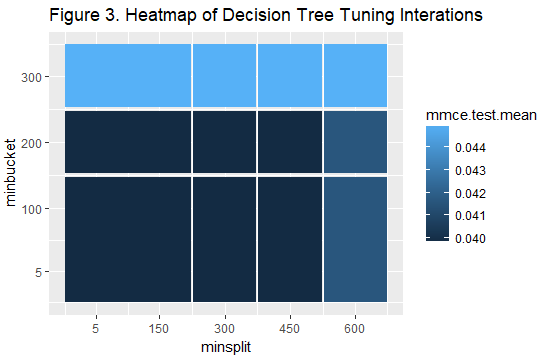 Figure 3. Heatmap of Decision Tree Tuning Interations
minbucket
300
200
100
5
5 150 300 450 600
minsplit
mmce.test.mean
0.044
0.043
0.042
0.041
0.040